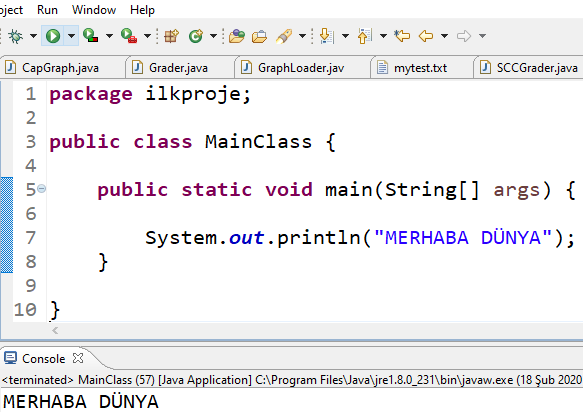 oject Run Window Help
CapGraph.java Grader.java GraphLoader.jav mytest.txt SCCGrader.java
1 package ilkproje;
2
3 public class MainClass {
4
5 public static void main(String[] args) {
6
7 System.out.println("MERHABA DÜNYA");
8 }
9
10 }
Console
<terminated> MainClass (57) [Java Application] C:\Program Files\Java\jre1.8.0_231\bin\javaw.exe (18 Şub 2020
MERHABA DÜNYA